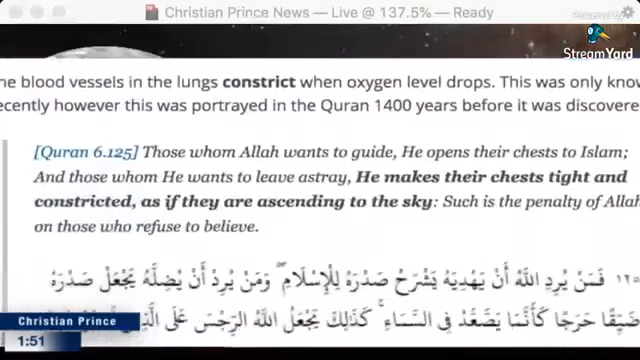 Christian Prince News — Live @ 137.5% — Ready
Powered by
StreamYard
he blood vessels in the lungs constrict when oxygen level drops. This was only know
ecently however this was portrayed in the Quran 1400 years before it was discovere
[Quran 6.125] Those whom Allah wants to guide, He opens their chests to Islam;
And those whom He wants to leave astray, He makes their chests tight and
constricted, as if they are ascending to the sky: Such is the penalty of Allah
on those who refuse to believe.
١٢٥ فَمَنْ يُرِدِ اللَّهُ أَنْ يَهْدِيَهُ يَشْرَحْ صَدْرَهُ لِلْإِسْلَامِ ۖ وَمَنْ يُرِدْ أَنْ يُضِلَّهُ يَجْعَلْ صَدْرَهُ
ضَيِّقًا حَرَجًا كَأَنَّمَا يَصَّعَّدُ فِي السَّمَاءِ ۚ كَذَٰلِكَ يَجْعَلُ اللَّهُ الرِّجْسَ عَلَى
Christian Prince
1:51